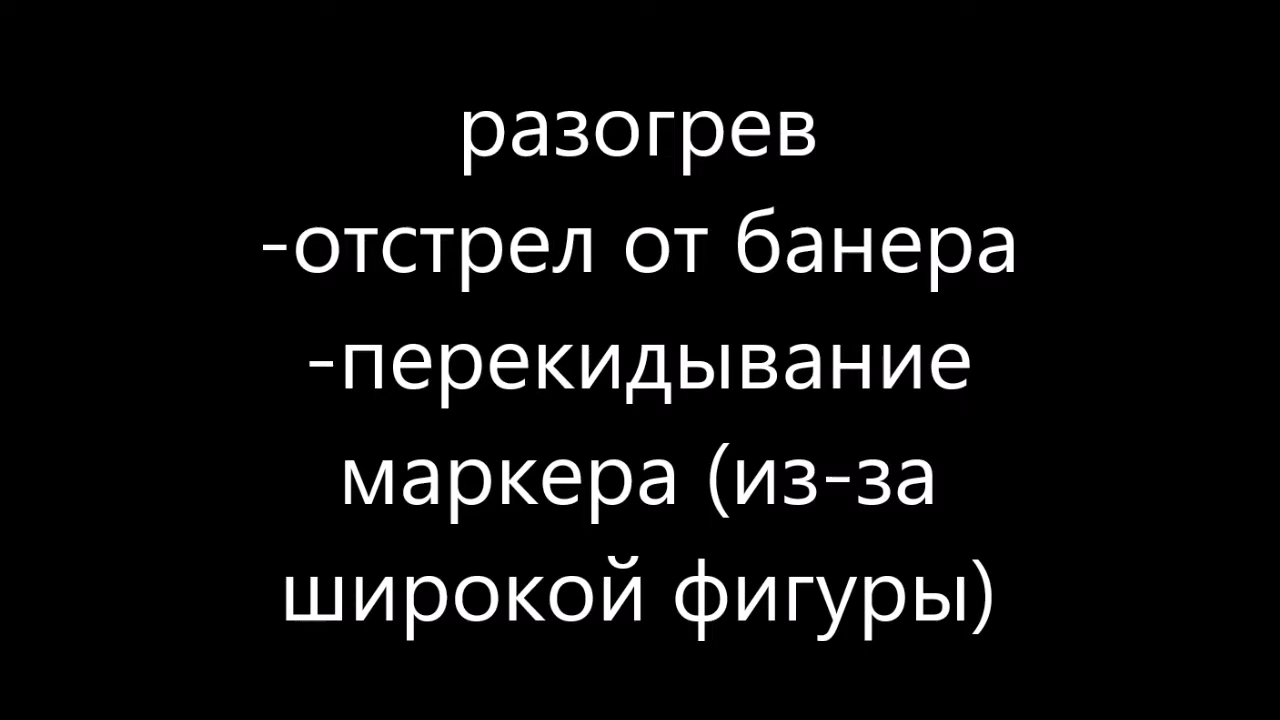 разогрев
-отстрел от банера
-перекидывание
маркера (из-за
широкой фигуры)